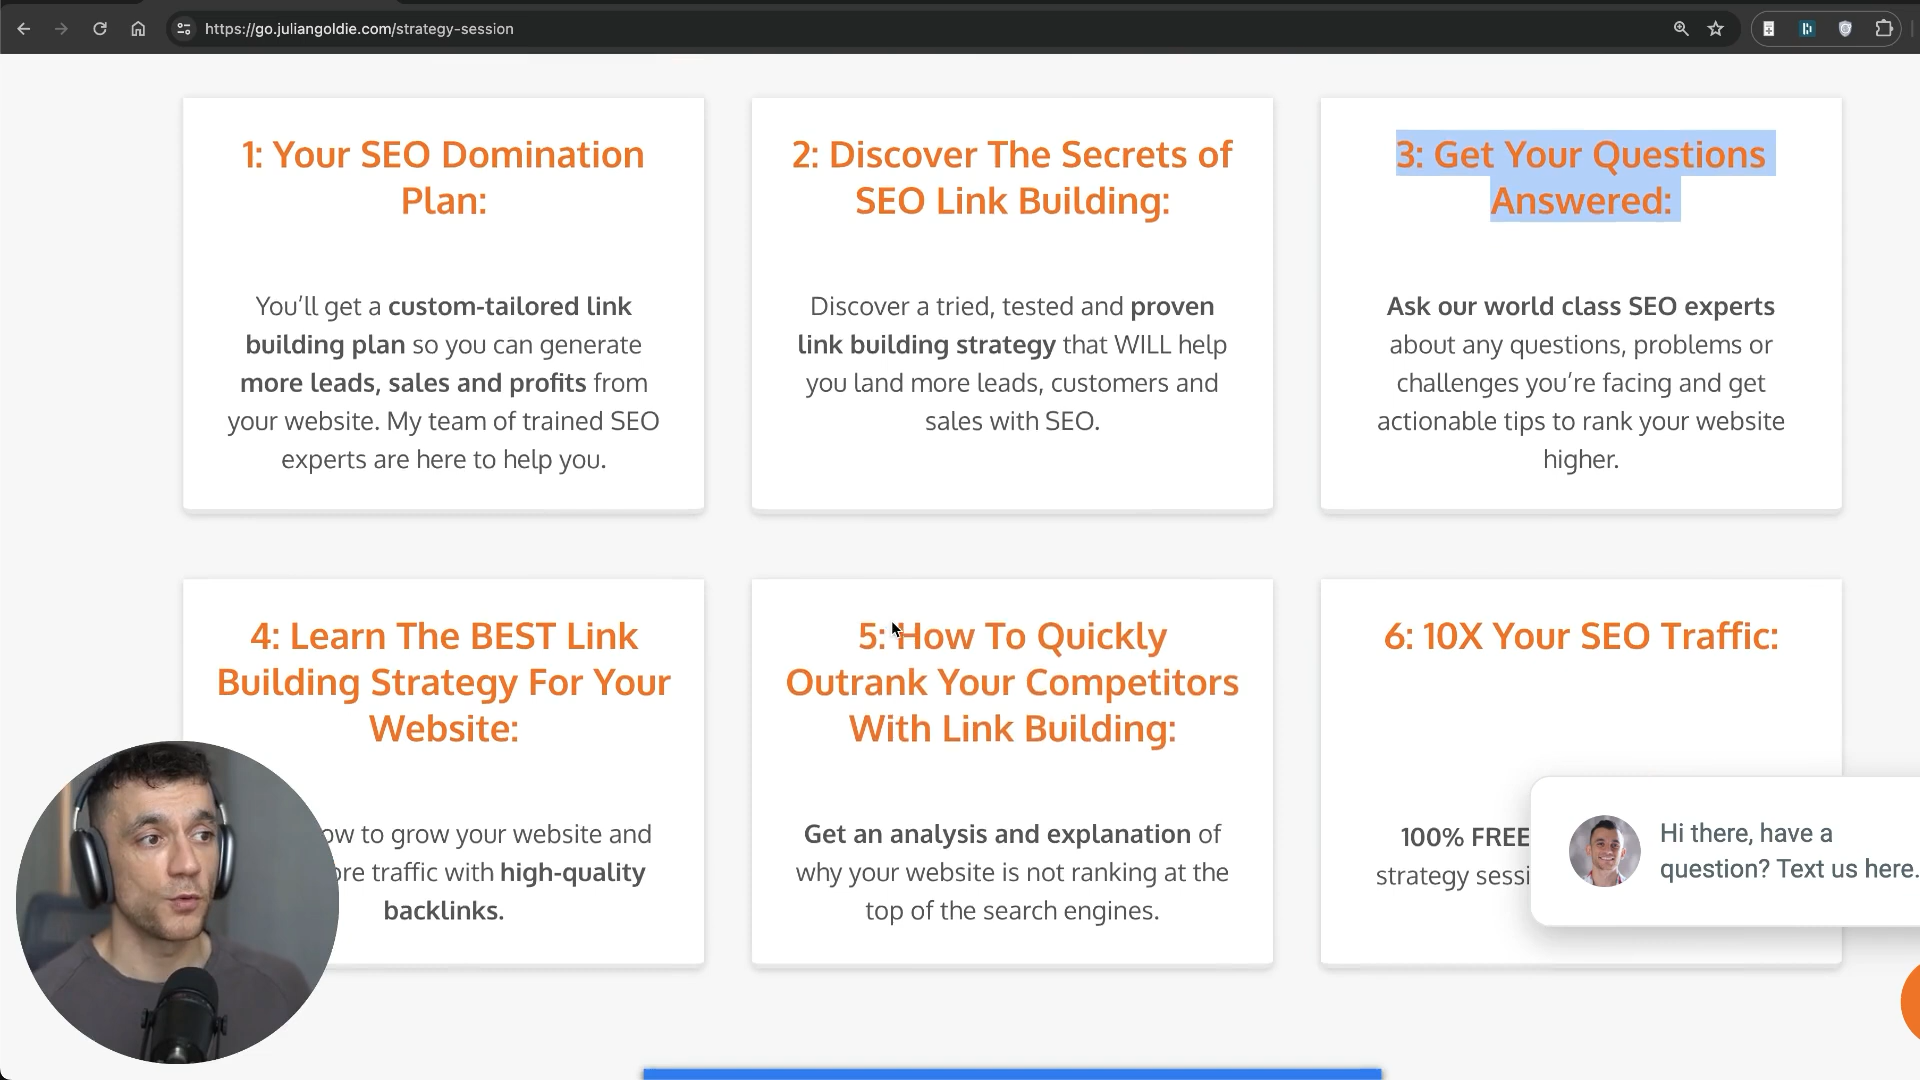 https://go.juliangoldie.com/strategy-session
1: Your SEO Domination
Plan:
You’ll get a custom-tailored link
building plan so you can generate
more leads, sales and profits from
your website. My team of trained SEO
experts are here to help you.
2: Discover The Secrets of
SEO Link Building:
Discover a tried, tested and proven
link building strategy that WILL help
you land more leads, customers and
sales with SEO.
3: Get Your Questions
Answered:
Ask our world class SEO experts
about any questions, problems or
challenges you’re facing and get
actionable tips to rank your website
higher.
4: Learn The BEST Link
Building Strategy For Your
Website:
to grow your website and
traffic with high-quality
backlinks.
5: How To Quickly
Outrank Your Competitors
With Link Building:
Get an analysis and explanation of
why your website is not ranking at the
top of the search engines.
6: 10X Your SEO Traffic:
100% FREE
strategy
Hi there, have a
question? Text us here.